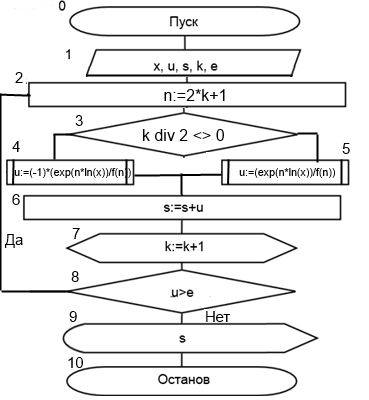 0
Пуск
1
x, u, s, k, e
2
n:=2*k+1
3
k div 2 <> 0
4
u:=(-1)*(exp(n*ln(x))/f(n))
5
u:=(exp(n*ln(x))/f(n))
6
s:=s+u
Да
7
k:=k+1
8
u>e
Нет
9
s
10
Останов